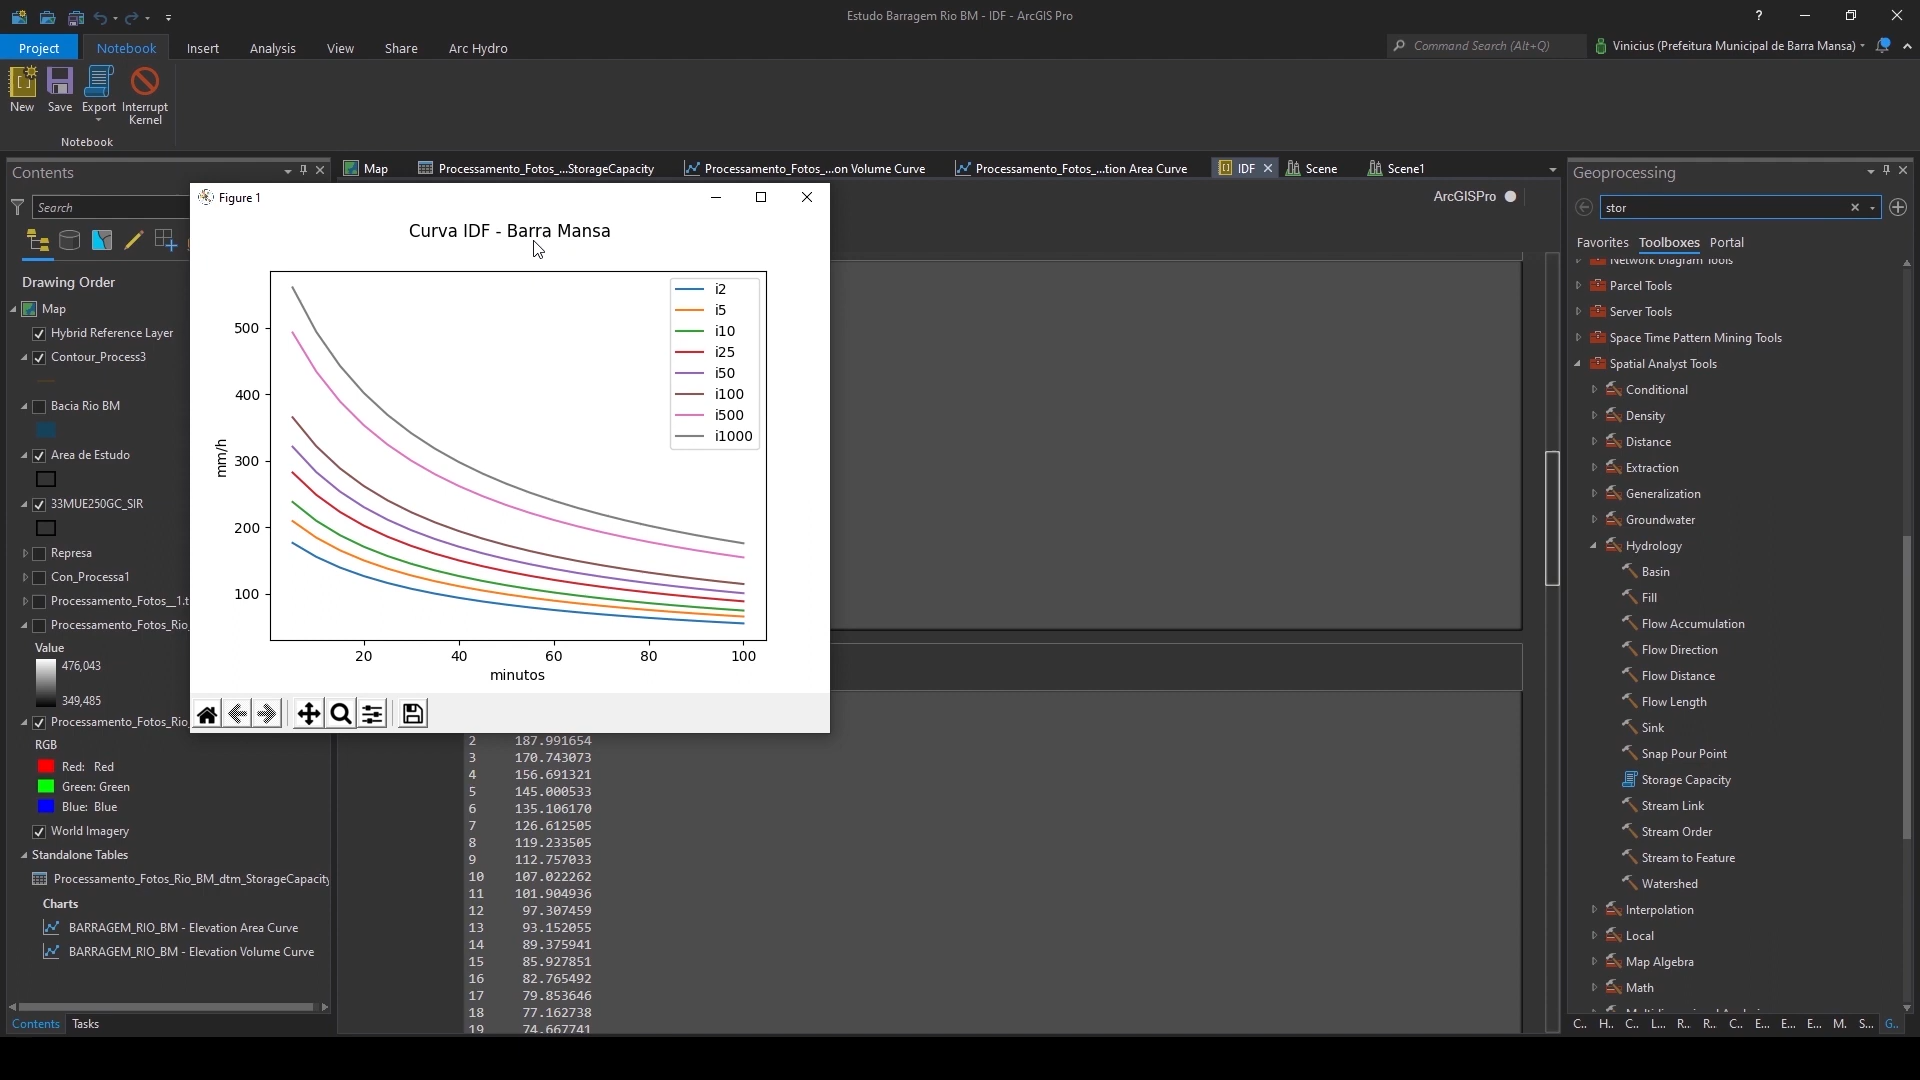 Estudo Barragem Rio BM - IDF - ArcGIS Pro
?
Project
Notebook
Insert
Analysis
View
Share
Arc Hydro
Command Search (Alt+Q)
Vinicius (Prefeitura Municipal de Barra Mansa)
New
Save
Export
Interrupt
Kernel
Notebook
Contents
Search
Drawing Order
Map
Hybrid Reference Layer
Contour_Process3
Bacia Rio BM
Area de Estudo
33MUE250GC_SIR
Represa
Con_Processa1
Processamento_Fotos__1.t
Processamento_Fotos_Rio_
Value
476,043
349,485
Processamento_Fotos_Rio_
RGB
Red: Red
Green: Green
Blue: Blue
World Imagery
Standalone Tables
Processamento_Fotos_Rio_BM_dtm_StorageCapacity
Charts
BARRAGEM_RIO_BM - Elevation Area Curve
BARRAGEM_RIO_BM - Elevation Volume Curve
Contents
Tasks
Map
Processamento_Fotos_...StorageCapacity
Processamento_Fotos_...on Volume Curve
Processamento_Fotos_...tion Area Curve
IDF
Scene
Scene1
ArcGISPro
Figure 1
Curva IDF - Barra Mansa
mm/h
500
400
300
200
100
20
40
60
80
100
minutos
i2
i5
i10
i25
i50
i100
i500
i1000
2 187.991654
3 170.743073
4 156.691321
5 145.000533
6 135.106170
7 126.612505
8 119.233505
9 112.757033
10 107.022262
11 101.904936
12 97.307459
13 93.152055
14 89.375941
15 85.927851
16 82.765492
17 79.853646
18 77.162738
19 74.667741
Geoprocessing
stor
Favorites
Toolboxes
Portal
Network Diagram Tools
Parcel Tools
Server Tools
Space Time Pattern Mining Tools
Spatial Analyst Tools
Conditional
Density
Distance
Extraction
Generalization
Groundwater
Hydrology
Basin
Fill
Flow Accumulation
Flow Direction
Flow Distance
Flow Length
Sink
Snap Pour Point
Storage Capacity
Stream Link
Stream Order
Stream to Feature
Watershed
Interpolation
Local
Map Algebra
Math
C.. H.. C.. L... R... R... C.. E... E... E... M. S... G..